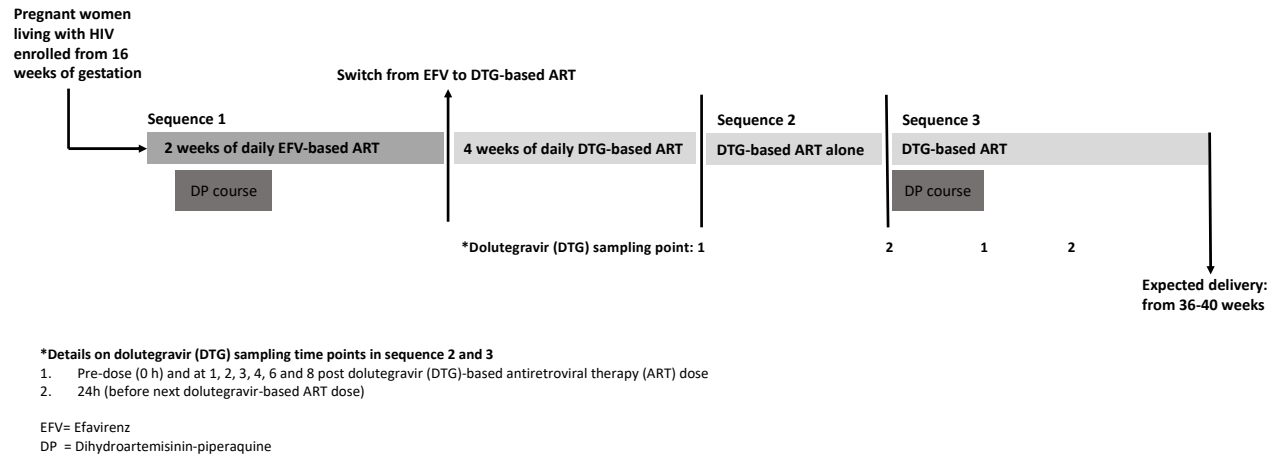 Pregnant women
living with HIV
enrolled from 16
weeks of gestation
Switch from EFV to DTG-based ART
Sequence 1
Sequence 2
Sequence 3
2 weeks of daily EFV-based ART
4 weeks of daily DTG-based ART
DTG-based ART alone
DTG-based ART
DP course
DP course
*Dolutegravir (DTG) sampling point: 1
2
1
2
Expected delivery:
from 36-40 weeks
*Details on dolutegravir (DTG) sampling time points in sequence 2 and 3
1. Pre-dose (0 h) and at 1, 2, 3, 4, 6 and 8 post dolutegravir (DTG)-based antiretroviral therapy (ART) dose
2. 24h (before next dolutegravir-based ART dose)
EFV= Efavirenz
DP = Dihydroartemisinin-piperaquine